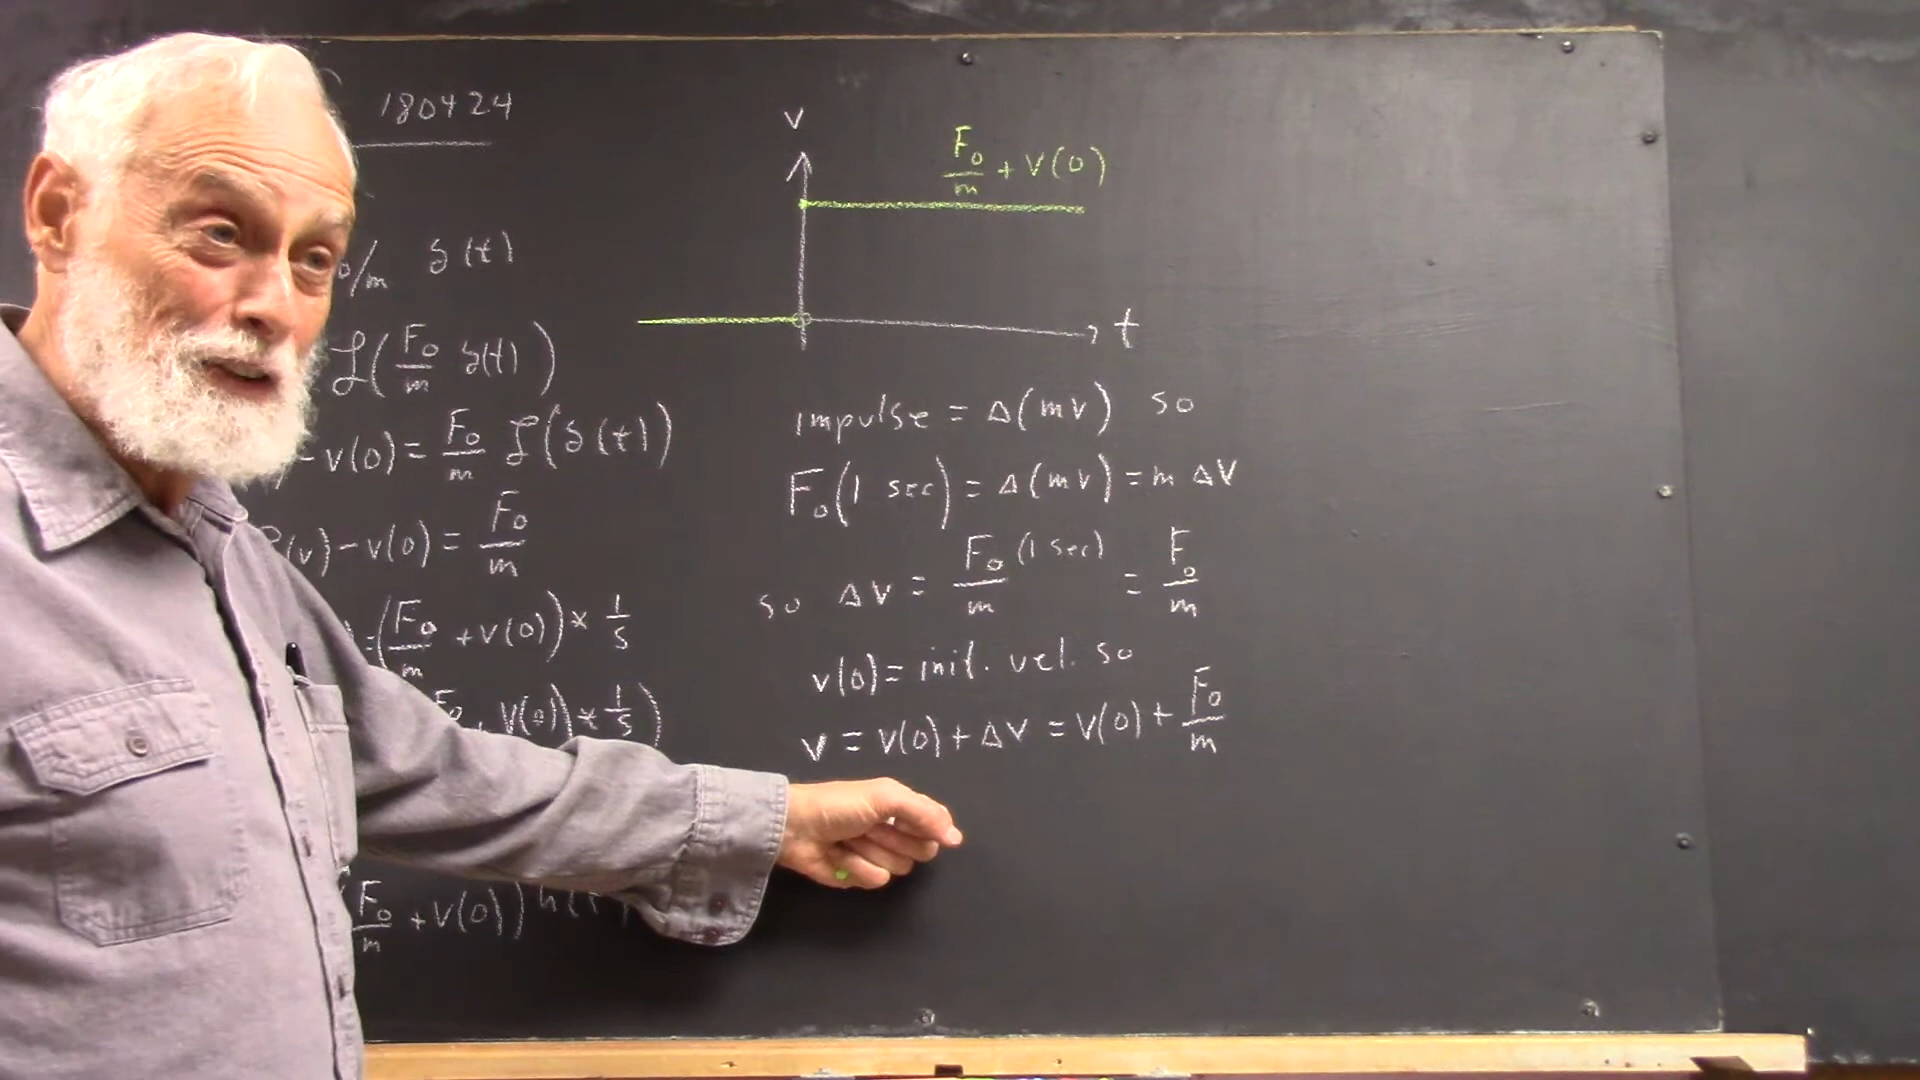 180424
0/m δ(t)
ℒ(F₀/m δ(t))
- v(0) = F₀/m ℒ(δ(t))
(v) - v(0) = F₀/m
= (F₀/m + v(0)) * 1/s
F₀ + v(0)) * 1/s)
F₀/m + v(0)) h(
v
F₀/m + v(0)
t
impulse = Δ(mv) so
F₀(1 sec) = Δ(mv) = m Δv
so Δv = F₀/m (1 sec) = F₀/m
v(0) = init. vel. so
v = v(0) + Δv = v(0) + F₀/m